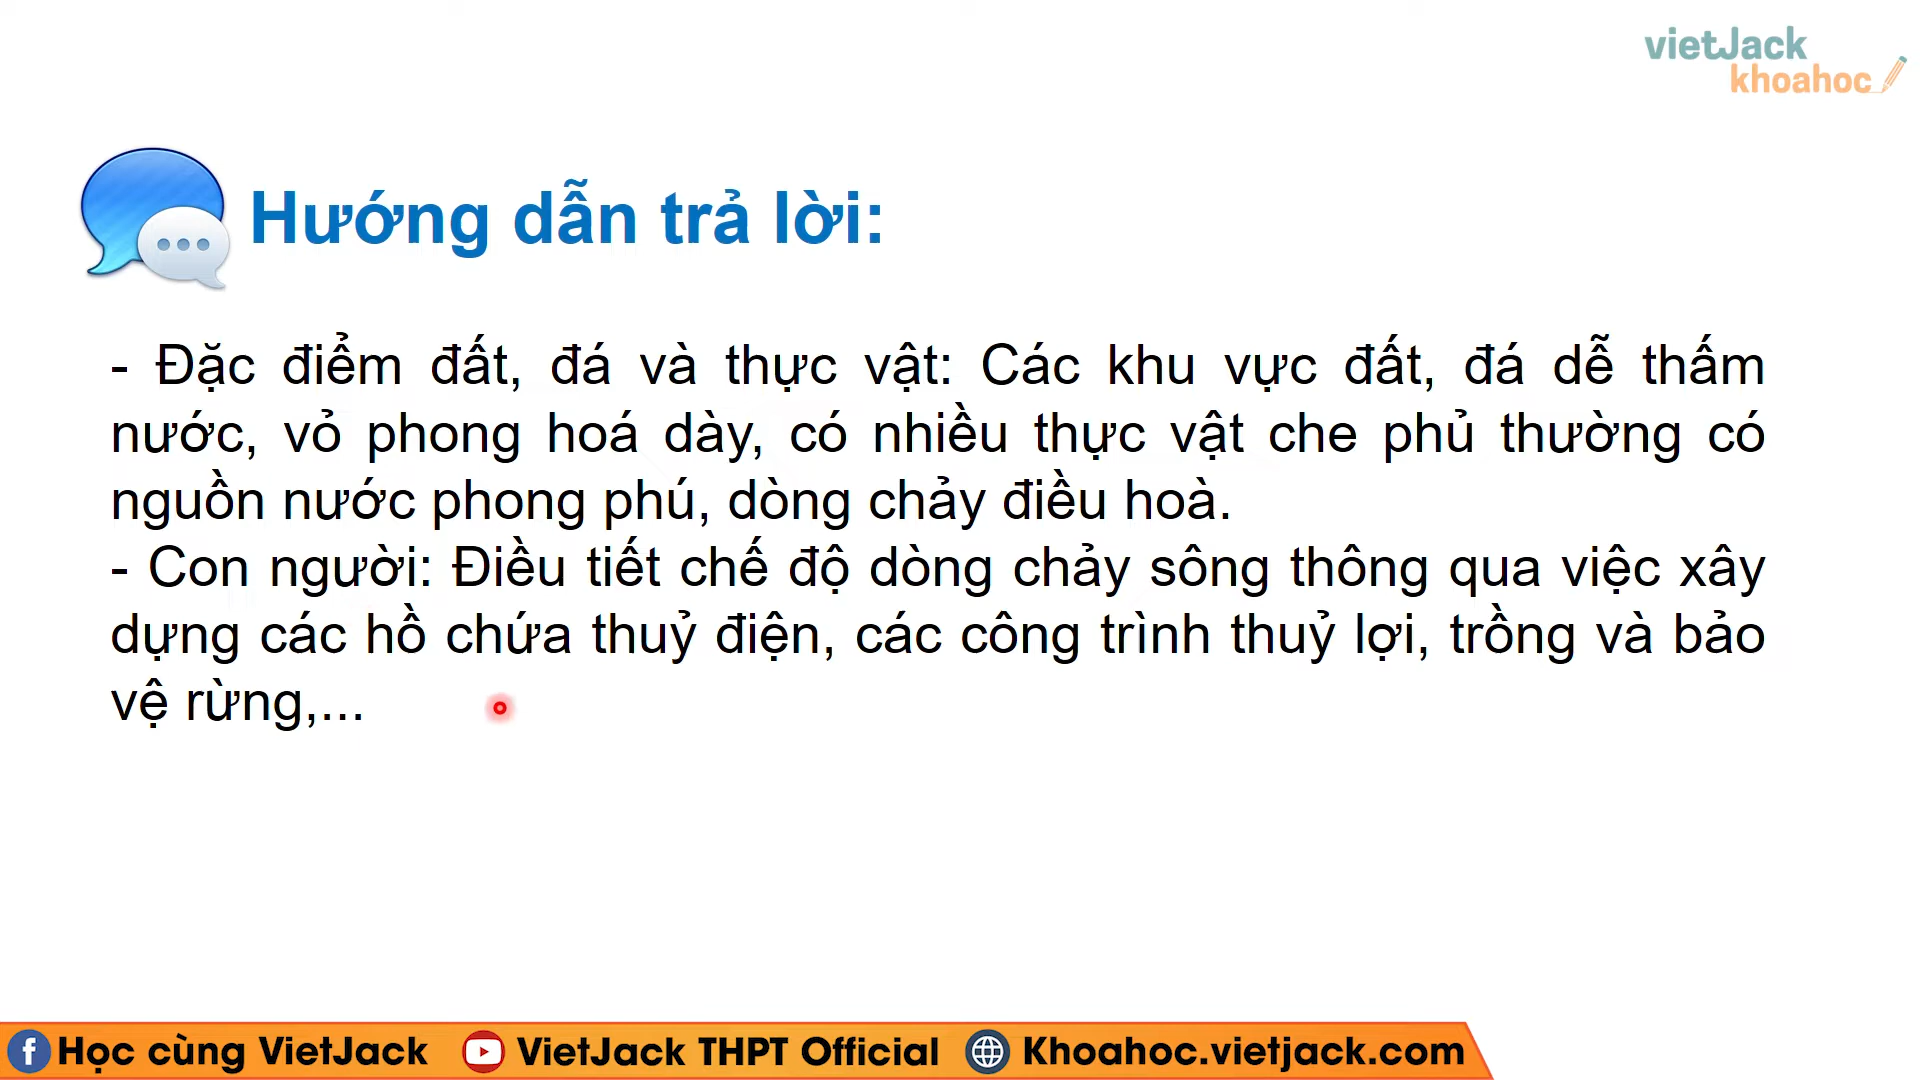 vietJack
khoahoc
Hướng dẫn trả lời:
- Đặc điểm đất, đá và thực vật: Các khu vực đất, đá dễ thấm
nước, vỏ phong hoá dày, có nhiều thực vật che phủ thường có
nguồn nước phong phú, dòng chảy điều hoà.
- Con người: Điều tiết chế độ dòng chảy sông thông qua việc xây
dựng các hồ chứa thuỷ điện, các công trình thuỷ lợi, trồng và bảo
vệ rừng,...
Học cùng VietJack VietJack THPT Official Khoahoc.vietjack.com